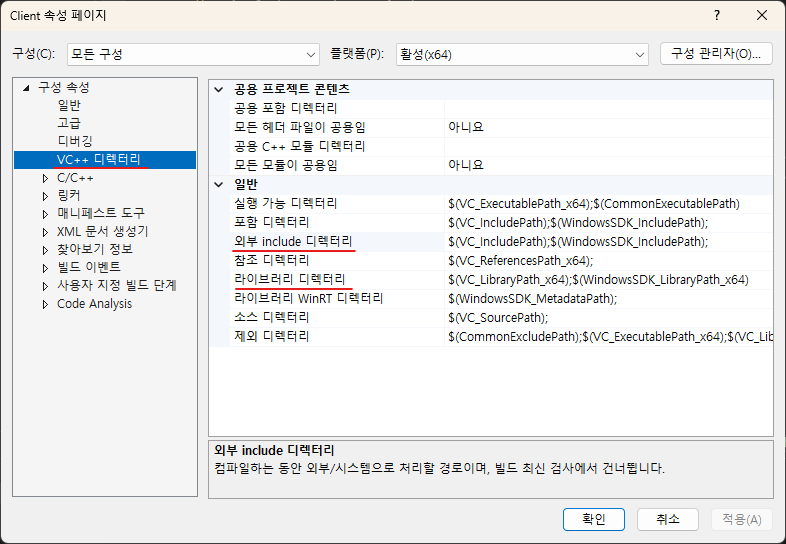 Client 속성 페이지
구성(C): 모든 구성 플랫폼(P): 활성(x64) 구성 관리자(O)...
구성 속성
일반
고급
디버깅
VC++ 디렉터리
C/C++
링커
매니페스트 도구
XML 문서 생성기
찾아보기 정보
빌드 이벤트
사용자 지정 빌드 단계
Code Analysis
공용 프로젝트 콘텐츠
공용 포함 디렉터리
모든 헤더 파일이 공용임 아니요
공용 C++ 모듈 디렉터리
모든 모듈이 공용임 아니요
일반
실행 가능 디렉터리 $(VC_ExecutablePath_x64);$(CommonExecutablePath)
포함 디렉터리 $(VC_IncludePath);$(WindowsSDK_IncludePath);
외부 include 디렉터리 $(VC_IncludePath);$(WindowsSDK_IncludePath);
참조 디렉터리 $(VC_ReferencesPath_x64);
라이브러리 디렉터리 $(VC_LibraryPath_x64);$(WindowsSDK_LibraryPath_x64)
라이브러리 WinRT 디렉터리 $(WindowsSDK_MetadataPath);
소스 디렉터리 $(VC_SourcePath);
제외 디렉터리 $(CommonExcludePath);$(VC_ExecutablePath_x64);$(VC_Lib
외부 include 디렉터리
컴파일하는 동안 외부/시스템으로 처리할 경로이며, 빌드 최신 검사에서 건너뜁니다.
확인 취소 적용(A)